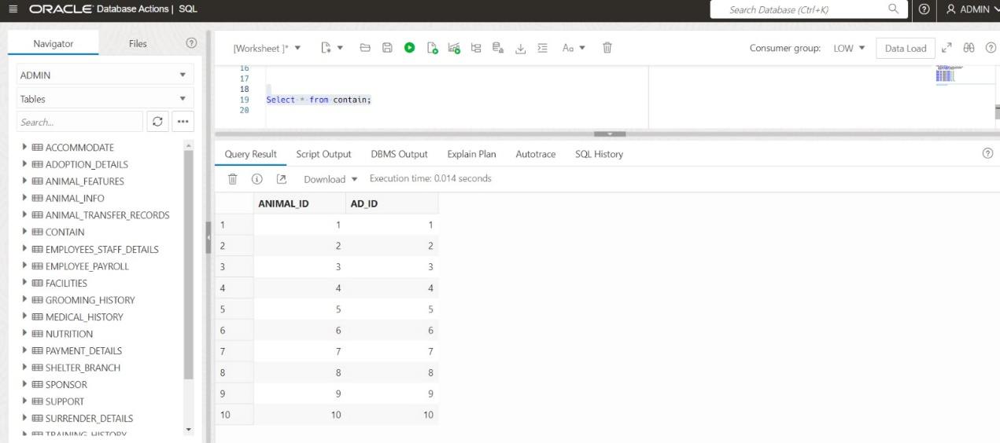 ORACLE Database Actions | SQL
Search Database (Ctrl+K)
ADMIN
Navigator
Files
ADMIN
Tables
Search...
ACCOMMODATE
ADOPTION_DETAILS
ANIMAL_FEATURES
ANIMAL_INFO
ANIMAL_TRANSFER_RECORDS
CONTAIN
EMPLOYEES_STAFF_DETAILS
EMPLOYEE_PAYROLL
FACILITIES
GROOMING_HISTORY
MEDICAL_HISTORY
NUTRITION
PAYMENT_DETAILS
SHELTER_BRANCH
SPONSOR
SUPPORT
SURRENDER_DETAILS
TRAINING_HISTORY
[Worksheet ]*
Aa
Consumer group: LOW
Data Load
16
17
18
19 Select * from contain;
20
Query Result Script Output DBMS Output Explain Plan Autotrace SQL History
Download Execution time: 0.014 seconds
ANIMAL_ID AD_ID
1 1 1
2 2 2
3 3 3
4 4 4
5 5 5
6 6 6
7 7 7
8 8 8
9 9 9
10 10 10